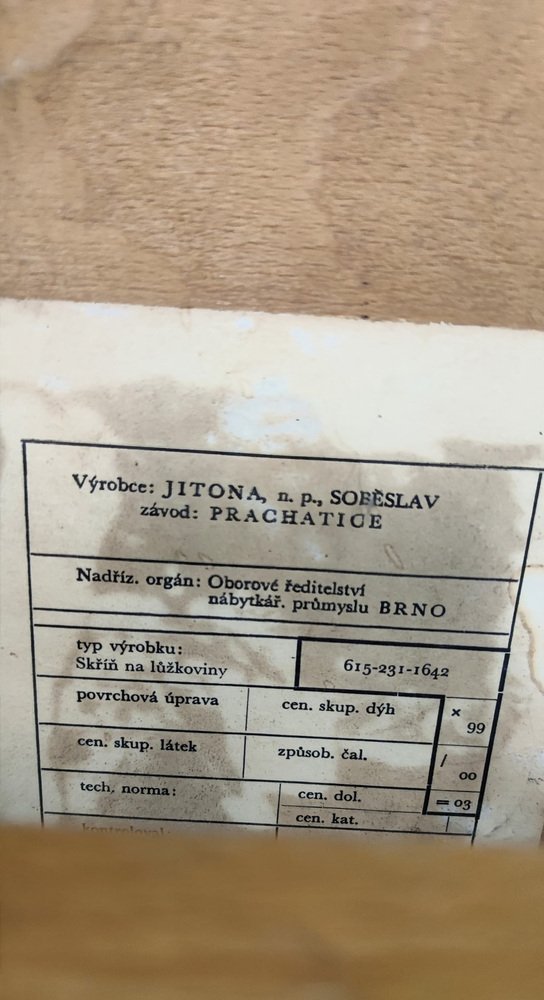 Výrobce: JITONA, n. p., SOBĚSLAV
závod: PRACHATICE
Nadříz. orgán: Oborové ředitelství
nábytkář. průmyslu BRNO
typ výrobku:
Skříň na lůžkoviny
615-231-1642
povrchová úprava
cen. skup. dýh
× 99
cen. skup. látek
způsob. čal.
/ 00
tech. norma:
cen. dol.
= 03
cen. kat.